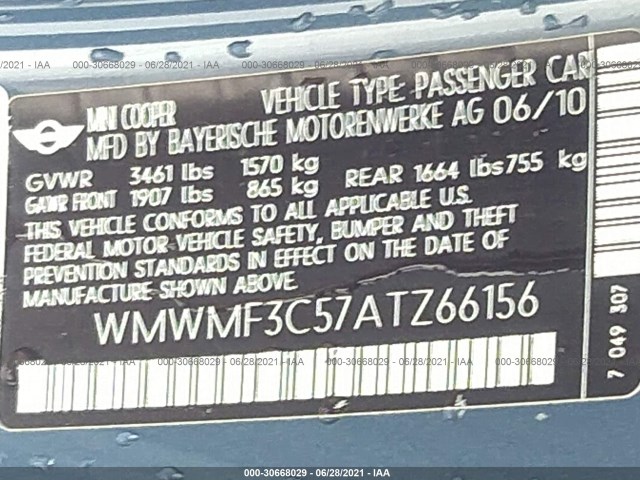 MINI COOPER VEHICLE TYPE PASSENGER CAR
MFD BY BAYERISCHE MOTORENWERKE AG 06/10
GVWR 3461 lbs 1570 kg
GAWR FRONT 1907 lbs 865 kg REAR 1664 lbs 755 kg
THIS VEHICLE CONFORMS TO ALL APPLICABLE U.S.
FEDERAL MOTOR VEHICLE SAFETY, BUMPER AND THEFT
PREVENTION STANDARDS IN EFFECT ON THE DATE OF
MANUFACTURE SHOWN ABOVE.
WMWMF3C57ATZ66156
7 049 307
000-30668029 - 06/28/2021 - IAA